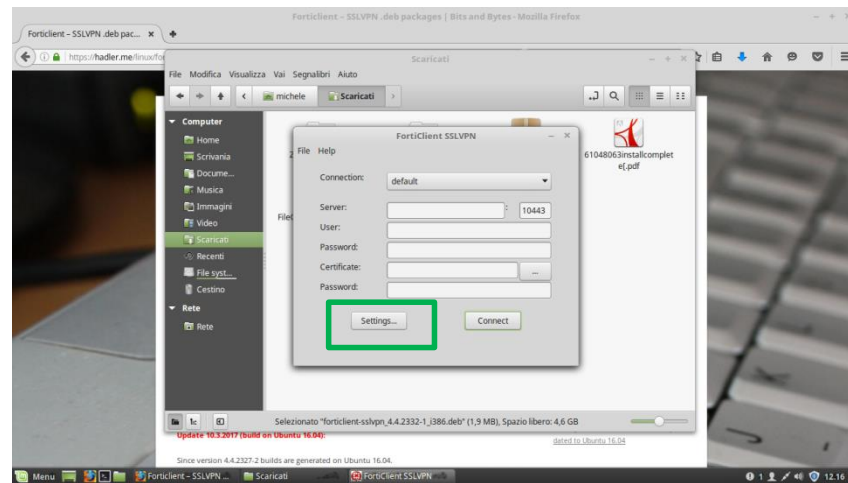 Forticlient – SSLVPN .deb packages | Bits and Bytes - Mozilla Firefox
Forticlient – SSLVPN .deb pac...
https://hadler.me/linux/for
Scaricati
File Modifica Visualizza Vai Segnalibri Aiuto
michele Scaricati
Computer
Home
Scrivania
Docume...
Musica
Immagini
Video
Scaricati
Recenti
File syst...
Cestino
Rete
Rete
61048063installcomplet
e[.pdf
FortiClient SSLVPN
File Help
Connection: default
Server: : 10443
User:
Password:
Certificate: ...
Password:
Settings... Connect
Selezionato "forticlient-sslvpn_4.4.2332-1_i386.deb" (1,9 MB), Spazio libero: 4,6 GB
Update 10.3.2017 (build on Ubuntu 16.04):
dated to Ubuntu 16.04
Since version 4.4.2327-2 builds are generated on Ubuntu 16.04.
Menu Forticlient – SSLVPN ... Scaricati FortiClient SSLVPN 1 12.16